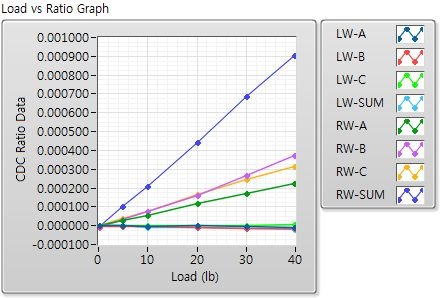 Load vs Ratio Graph
0.001000
0.000900
0.000800
0.000700
0.000600
0.000500
0.000400
0.000300
0.000200
0.000100
0.000000
-0.000100
CDC Ratio Data
0 10 20 30 40
Load (lb)
LW-A
LW-B
LW-C
LW-SUM
RW-A
RW-B
RW-C
RW-SUM